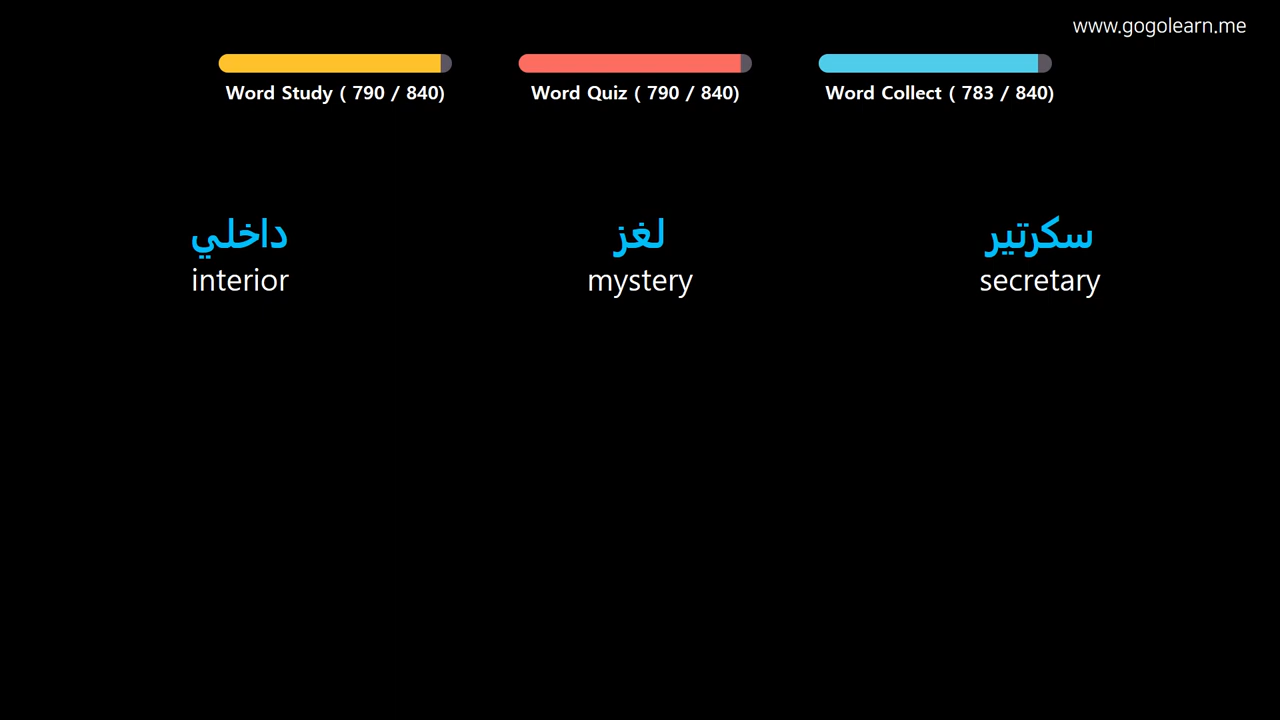 www.gogolearn.me
Word Study ( 790 / 840)
Word Quiz ( 790 / 840)
Word Collect ( 783 / 840)
داخلي
interior
لغز
mystery
سكرتير
secretary